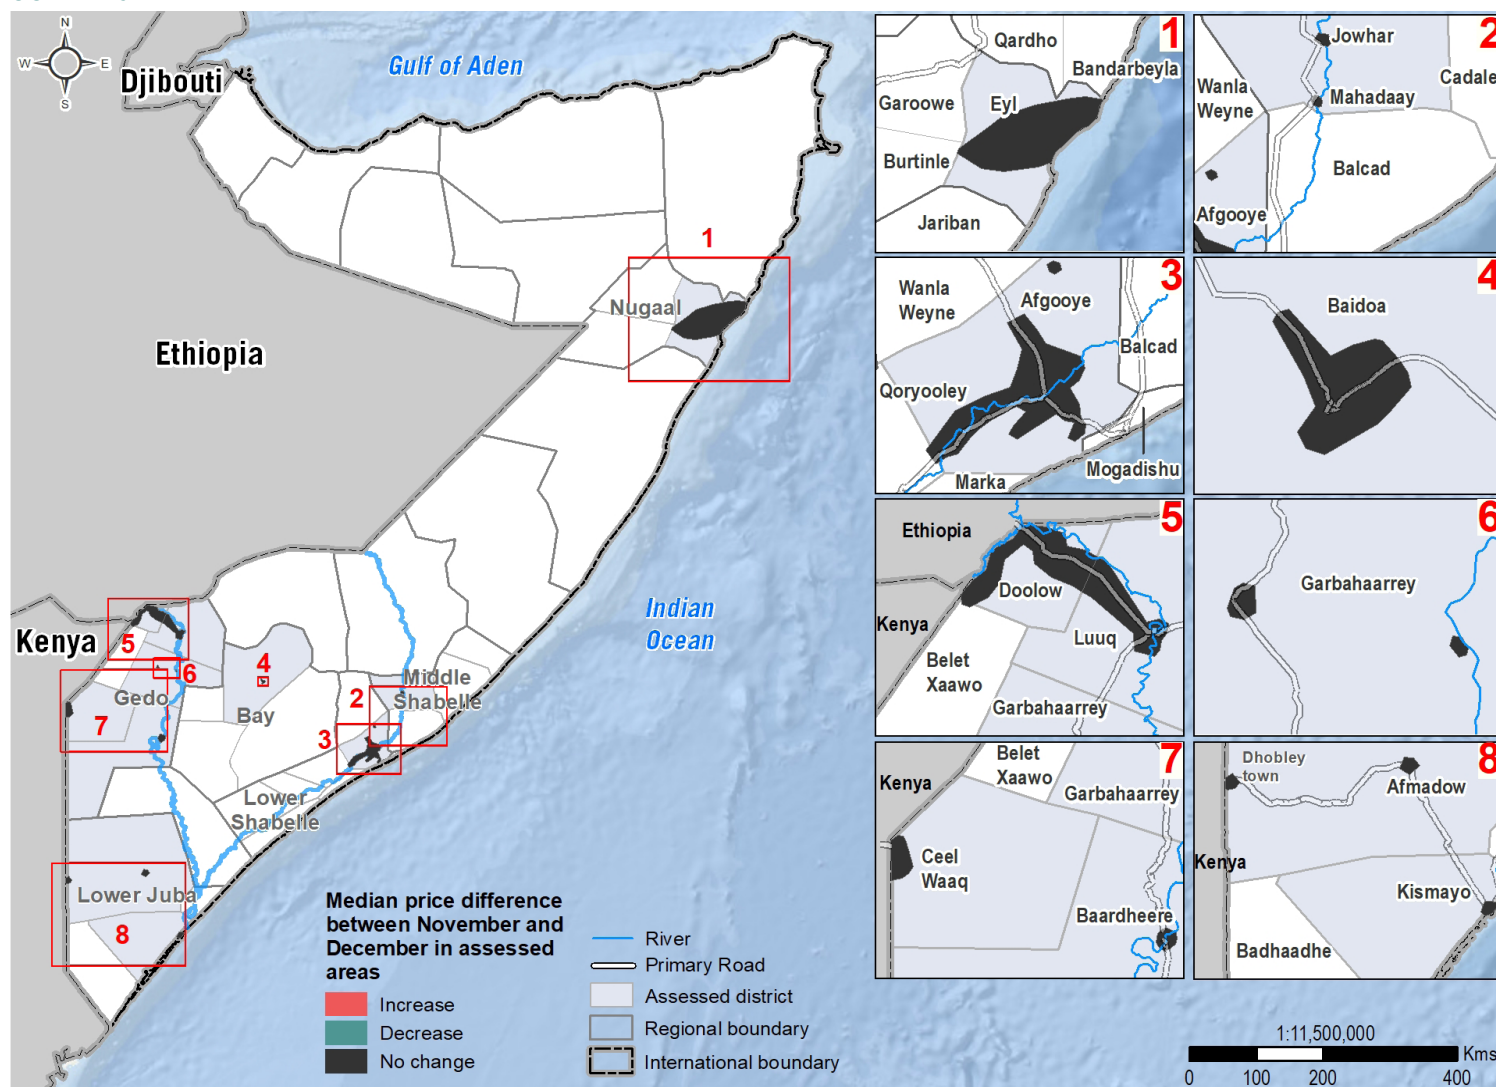 N
W
E
S
Djibouti
Gulf of Aden
Ethiopia
Nugaal
1
Indian
Ocean
Kenya
5
6
4
Gedo
7
Bay
2
Middle
Shabelle
3
Lower
Shabelle
Lower Juba
8
Median price difference
between November and
December in assessed
areas
Increase
Decrease
No change
River
Primary Road
Assessed district
Regional boundary
International boundary
1
Qardho
Bandarbeyla
Garoowe
Eyl
Burtinle
Jariban
2
Jowhar
Cadale
Wanla
Weyne
Mahadaay
Balcad
Afgooye
3
Wanla
Weyne
Afgooye
Balcad
Qoryooley
Mogadishu
Marka
4
Baidoa
5
Ethiopia
Doolow
Kenya
Luuq
Belet
Xaawo
Garbahaarrey
6
Garbahaarrey
7
Belet
Xaawo
Kenya
Garbahaarrey
Ceel
Waaq
Baardheere
8
Dhobley
town
Afmadow
Kenya
Kismayo
Badhaadhe
1:11,500,000
Kms
0 100 200 400